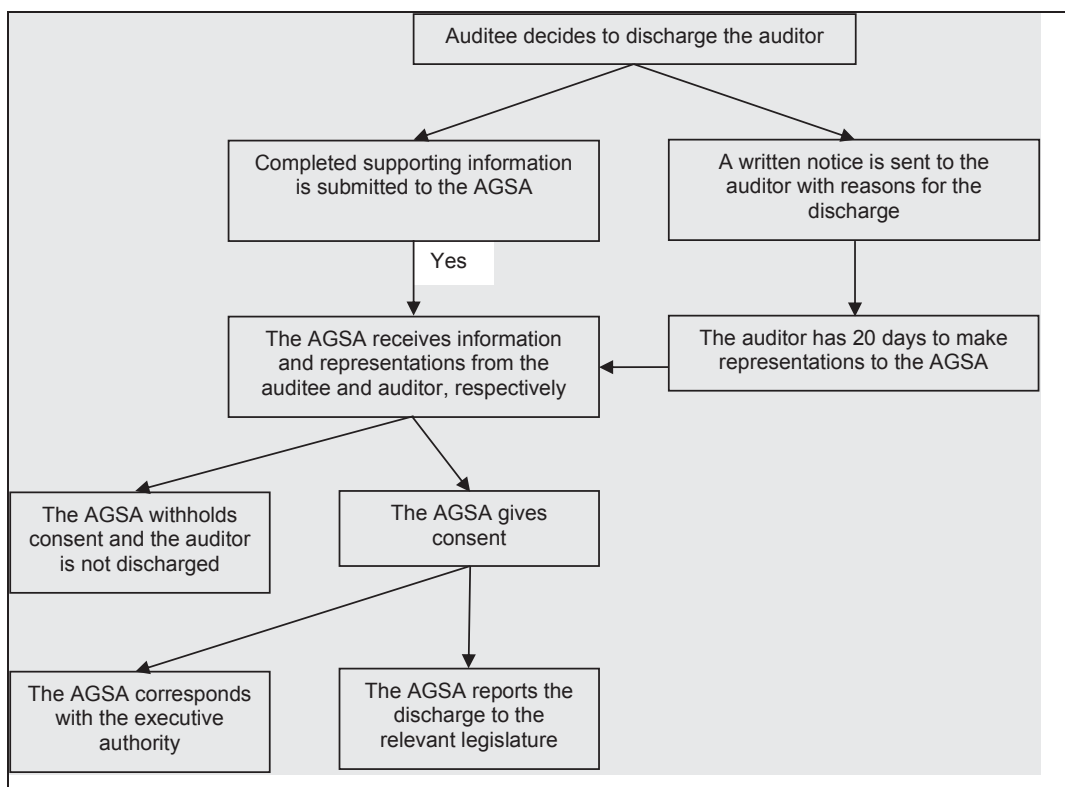 Auditee decides to discharge the auditor
Completed supporting information
is submitted to the AGSA
A written notice is sent to the
auditor with reasons for the
discharge
Yes
The AGSA receives information
and representations from the
auditee and auditor, respectively
The auditor has 20 days to make
representations to the AGSA
The AGSA withholds
consent and the auditor
is not discharged
The AGSA gives
consent
The AGSA corresponds
with the executive
authority
The AGSA reports the
discharge to the
relevant legislature